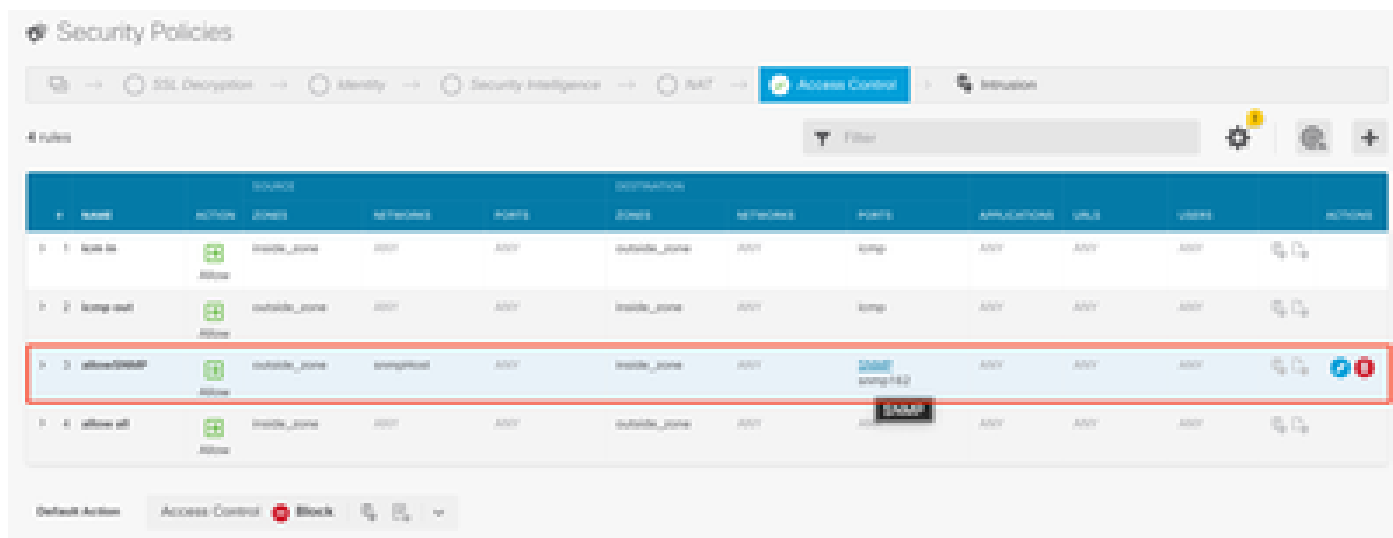 Security Policies
→ SSL Decryption → Identity → Security Intelligence → NAT → Access Control → Intrusion
4 rules
Filter
SOURCE DESTINATION
# NAME ACTION ZONES NETWORKS PORTS ZONES NETWORKS PORTS APPLICATIONS URLS USERS ACTIONS
1 Allow inside_zone ANY ANY outside_zone ANY icmp ANY ANY ANY
2 icmp out Allow outside_zone ANY ANY inside_zone ANY icmp ANY ANY ANY
3 allowSNMP Allow outside_zone snmpHost ANY inside_zone ANY SNMP ANY ANY ANY
snmp162
SNMP
4 allow all Allow inside_zone ANY ANY outside_zone ANY ANY ANY ANY
Default Action Access Control Block